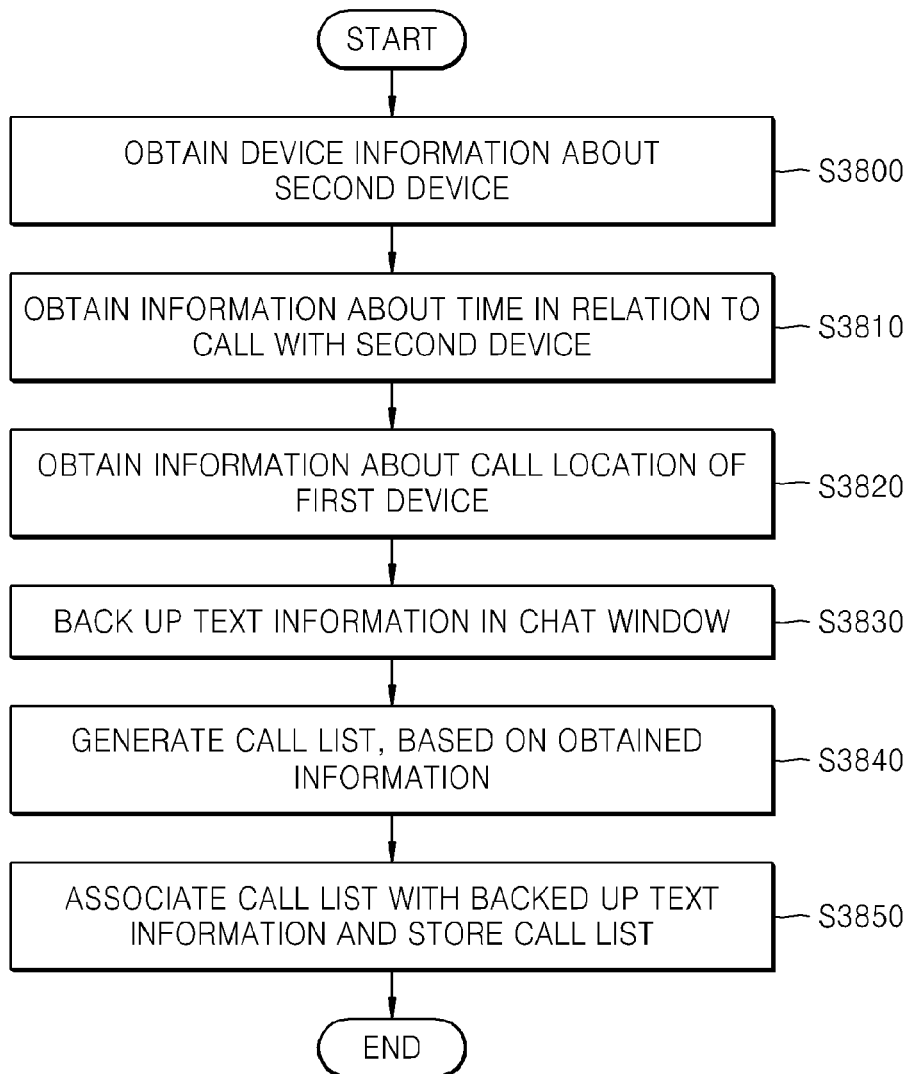 START
OBTAIN DEVICE INFORMATION ABOUT
SECOND DEVICE
S3800
OBTAIN INFORMATION ABOUT TIME IN RELATION TO
CALL WITH SECOND DEVICE
S3810
OBTAIN INFORMATION ABOUT CALL LOCATION OF
FIRST DEVICE
S3820
BACK UP TEXT INFORMATION IN CHAT WINDOW
S3830
GENERATE CALL LIST, BASED ON OBTAINED
INFORMATION
S3840
ASSOCIATE CALL LIST WITH BACKED UP TEXT
INFORMATION AND STORE CALL LIST
S3850
END